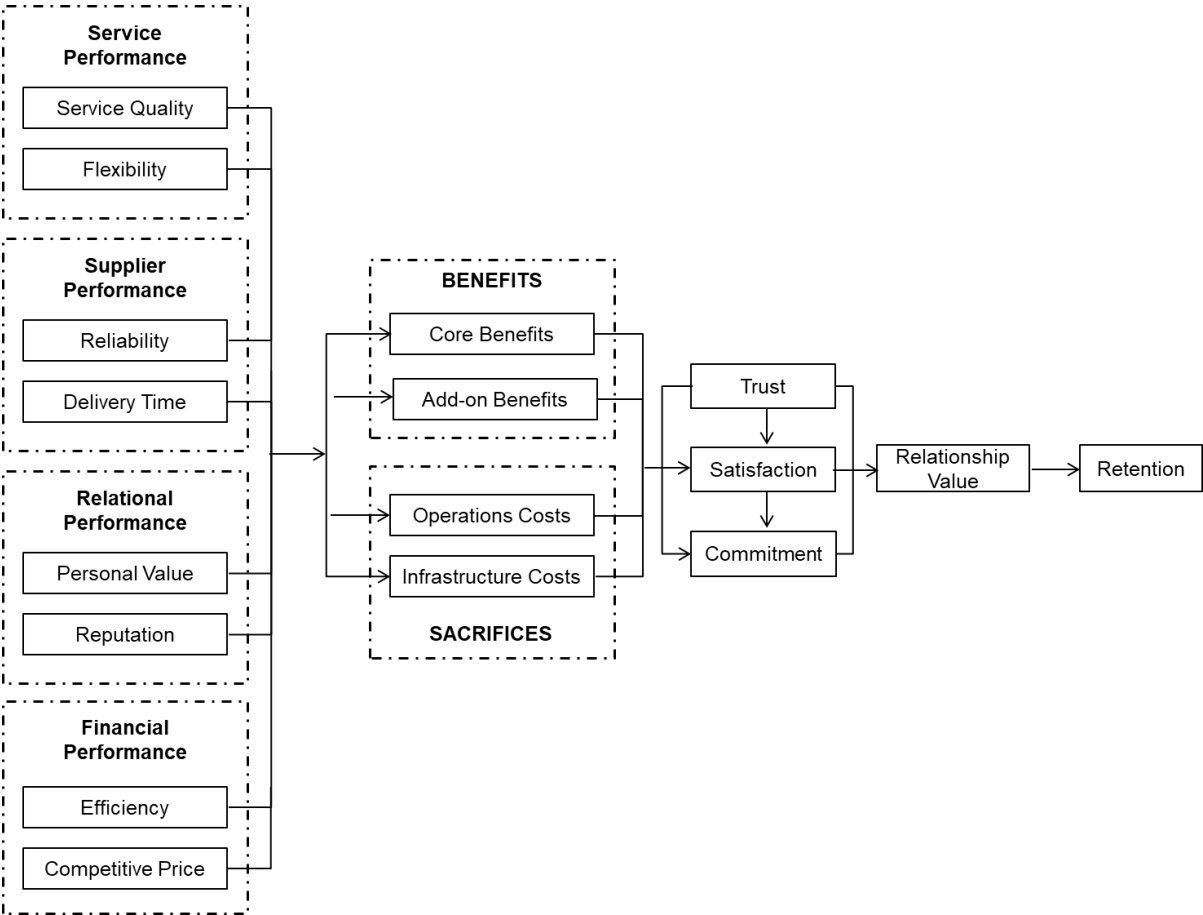 Service
Performance
Service Quality
Flexibility
Supplier
Performance
Reliability
Delivery Time
Relational
Performance
Personal Value
Reputation
Financial
Performance
Efficiency
Competitive Price
BENEFITS
Core Benefits
Add-on Benefits
Operations Costs
Infrastructure Costs
SACRIFICES
Trust
Satisfaction
Commitment
Relationship
Value
Retention